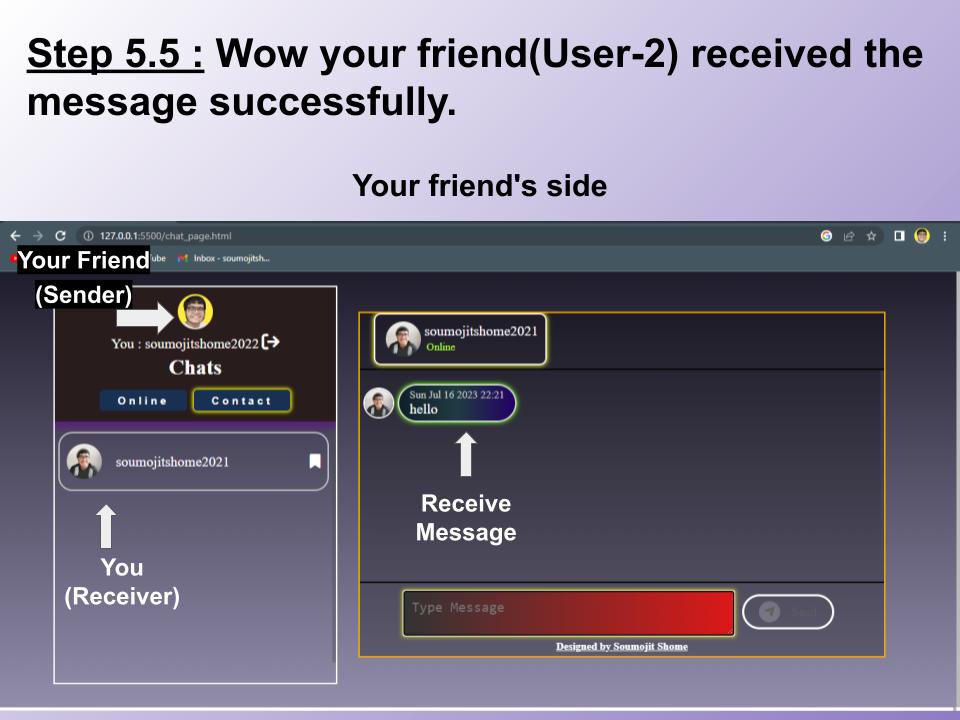 Step 5.5 : Wow your friend(User-2) received the
message successfully.
Your friend's side
127.0.0.1:5500/chat_page.html
Inbox - soumojitsh...
Your Friend
(Sender)
You : soumojitshome2022
Chats
Online
Contact
soumojitshome2021
You
(Receiver)
soumojitshome2021
Online
Sun Jul 16 2023 22:21
hello
Receive
Message
Type Message
Send
Designed by Soumojit Shome